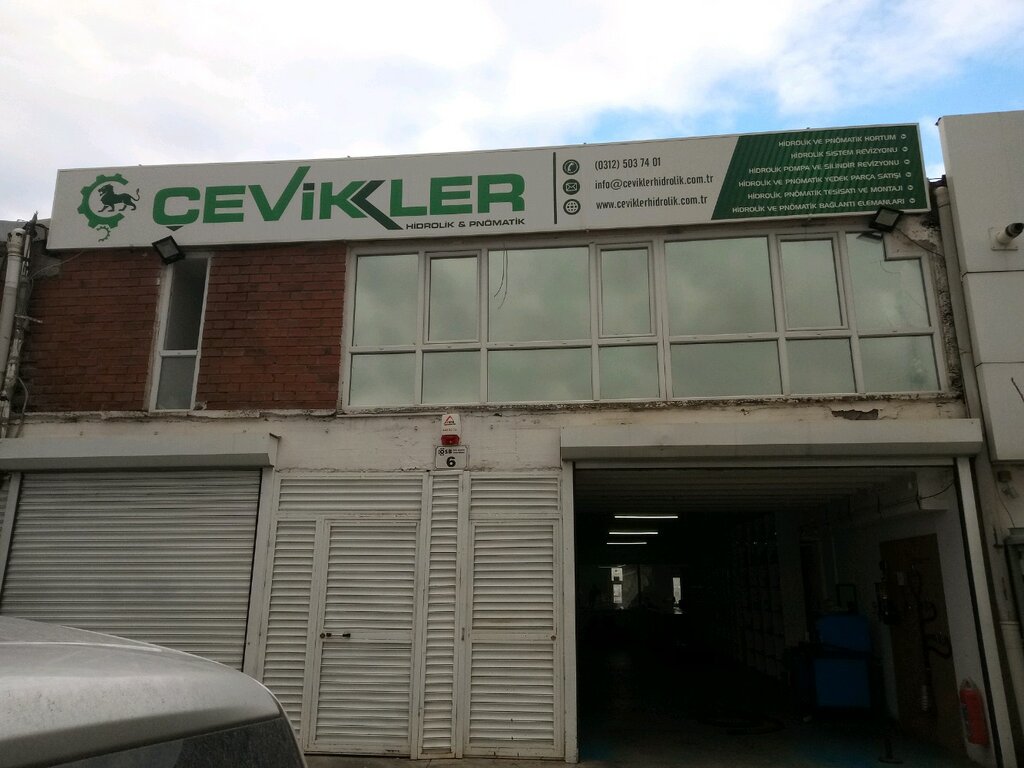 ÇEVİKLER
HİDROLİK & PNÖMATİK
(0312) 503 74 01
info@ceviklerhidrolik.com.tr
www.ceviklerhidrolik.com.tr
HİDROLİK VE PNÖMATİK HORTUM
HİDROLİK SİSTEM REVİZYONU
HİDROLİK POMPA VE SİLİNDİR REVİZYONU
HİDROLİK VE PNÖMATİK YEDEK PARÇA SATIŞI
HİDROLİK, PNÖMATİK TESİSATI VE MONTAJI
HİDROLİK VE PNÖMATİK BAĞLANTI ELEMANLARI
6